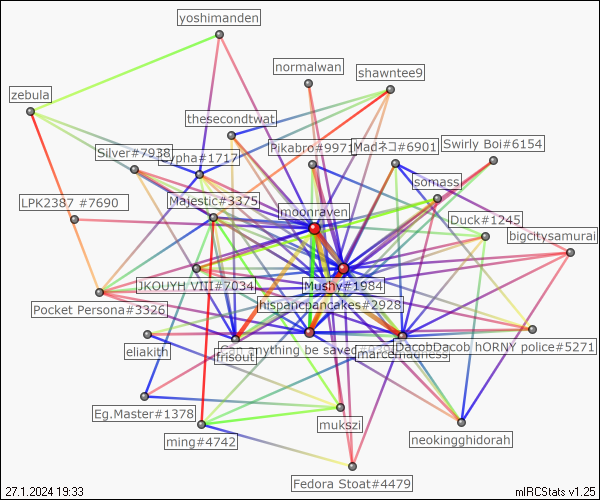 yoshimanden
normalwan
shawntee9
zebula
thesecondtwat
Pikabro#9971
Madネコ#6901
Swirly Boi#6154
Silver#7938
Sypha#1717
somass
LPK2387 #7690
Majestic#3375
moonraven
Duck#1245
bigcitysamurai
JKOUYH VIII#7034
Mushy#1984
Pocket Persona#3326
hispanicpancakes#2928
eliakith
frisout
can anything be saved
marcemadness
DacobDacob
hORNY police#5271
Eg.Master#1378
mukszi
ming#4742
neokingghidorah
Fedora Stoat#4479
27.1.2024 19:33
mIRCStats v1.25